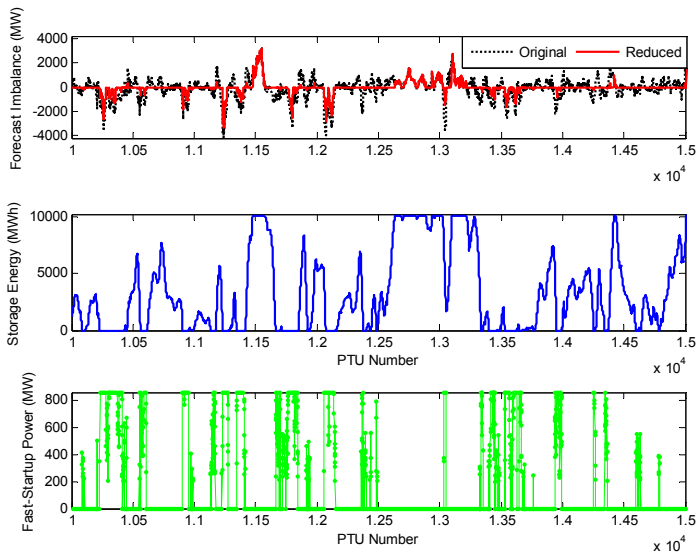 Forecast Imbalance (MW)
4000
2000
0
-2000
-4000
Original
Reduced
1 1.05 1.1 1.15 1.2 1.25 1.3 1.35 1.4 1.45 1.5
x 10^4
Storage Energy (MWh)
10000
5000
0
1 1.05 1.1 1.15 1.2 1.25 1.3 1.35 1.4 1.45 1.5
PTU Number
x 10^4
Fast-Startup Power (MW)
800
600
400
200
0
1 1.05 1.1 1.15 1.2 1.25 1.3 1.35 1.4 1.45 1.5
PTU Number
x 10^4